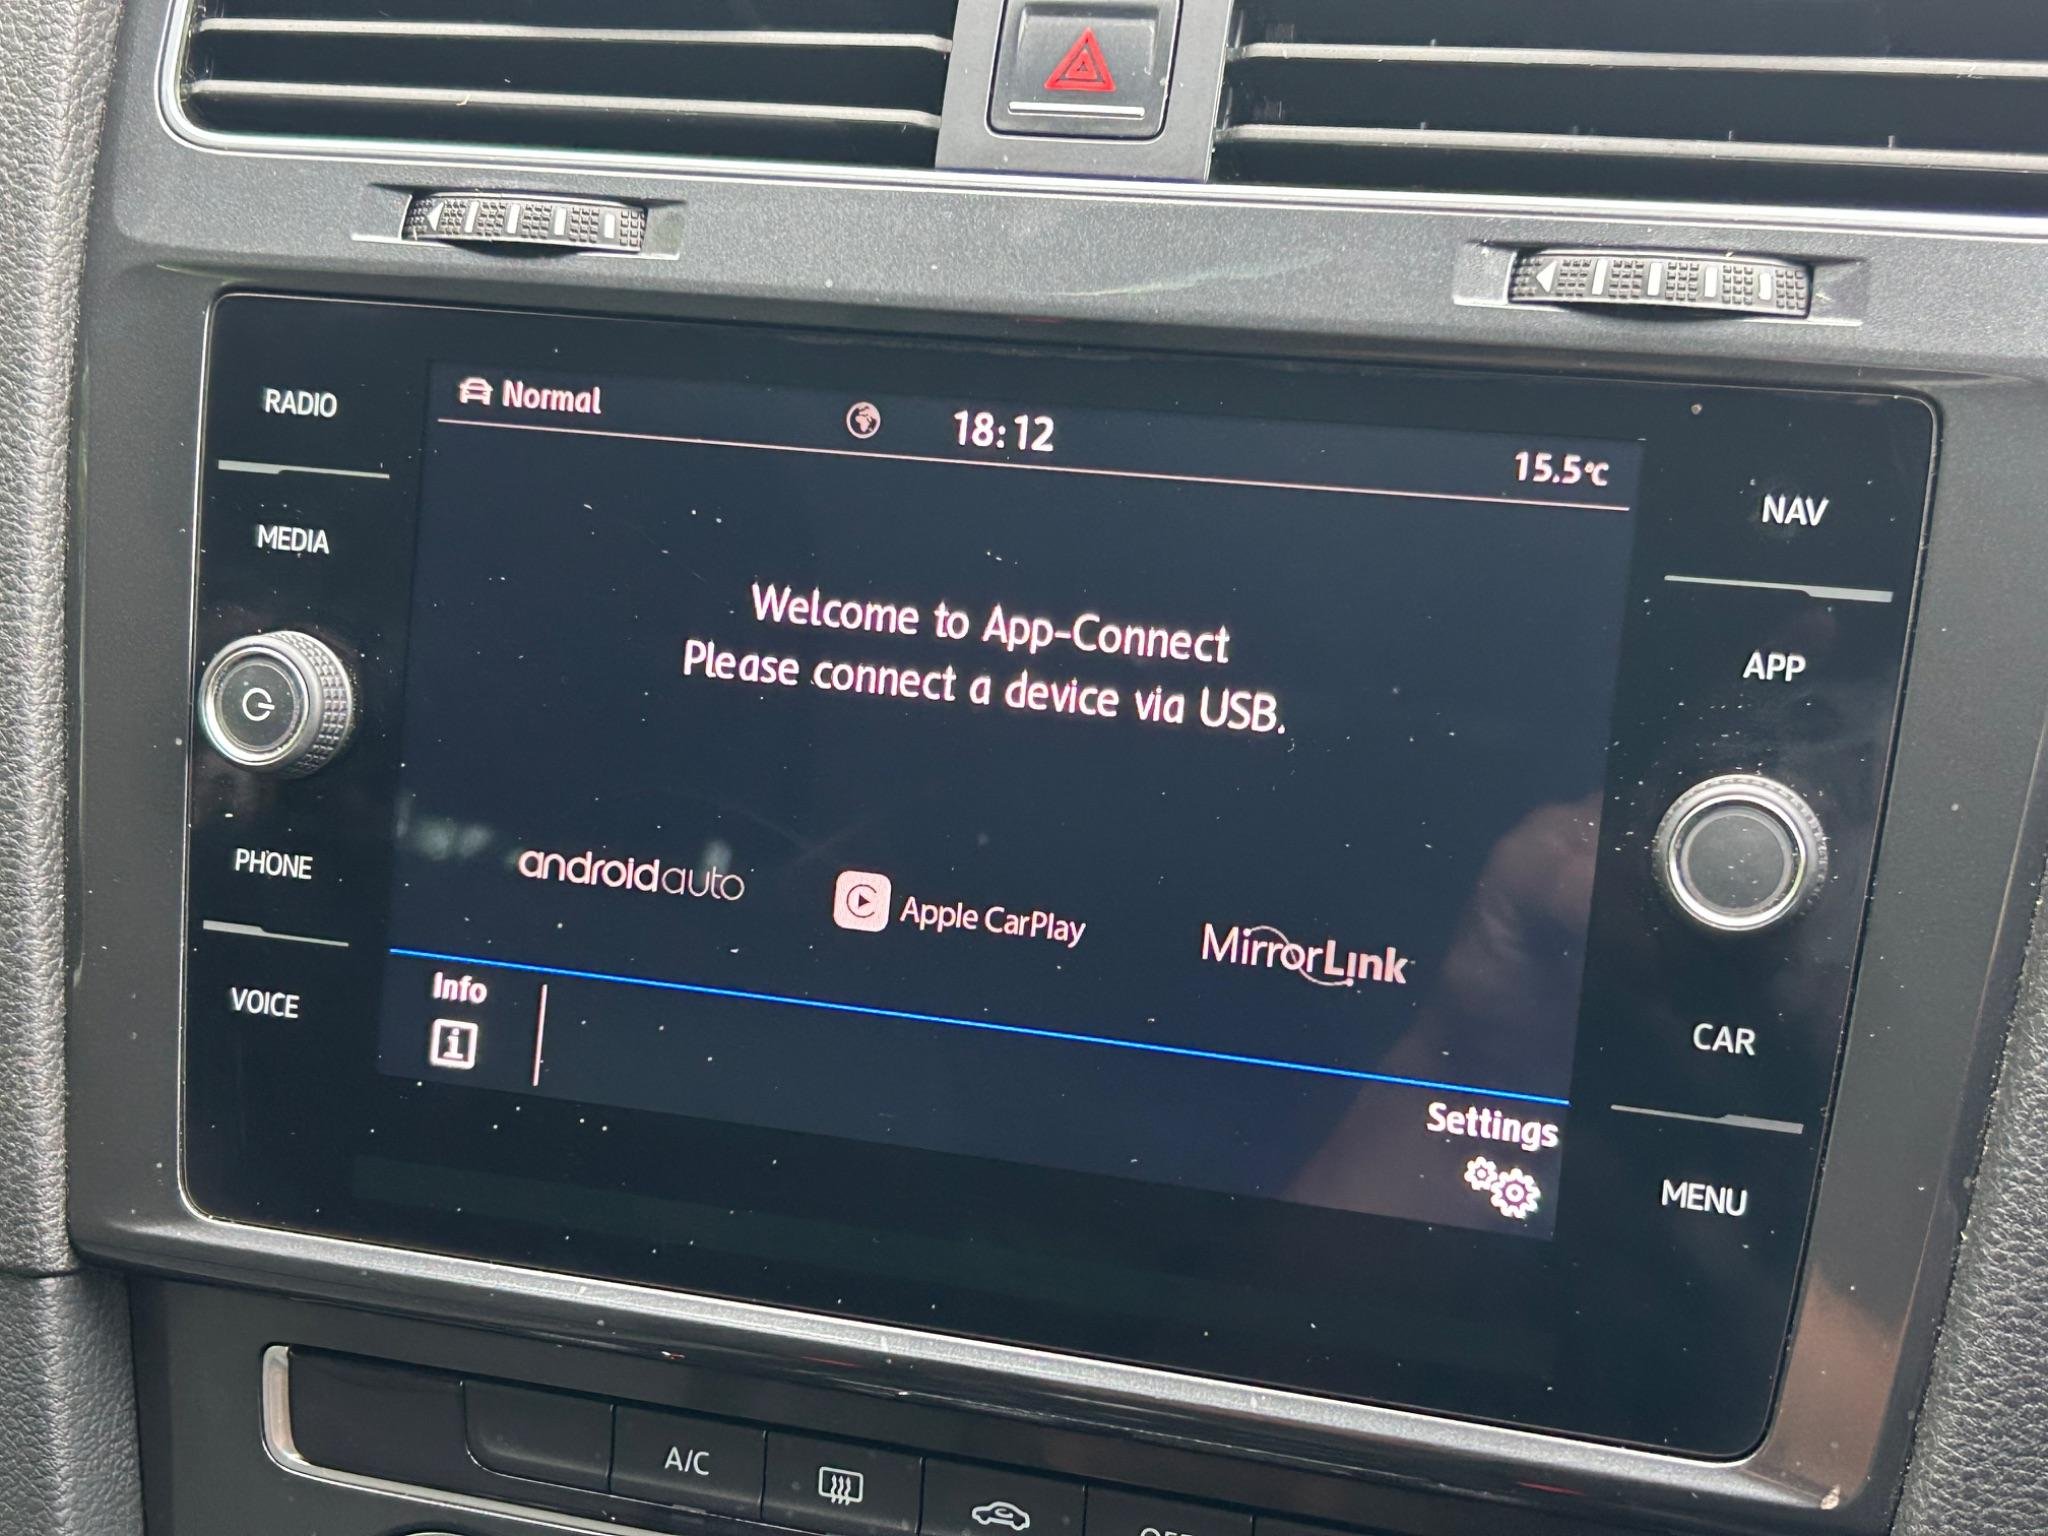 RADIO
MEDIA
PHONE
VOICE
Normal
18:12
15.5°C
Welcome to App-Connect
Please connect a device via USB.
androidauto
Apple CarPlay
MirrorLink
Info
Settings
NAV
APP
CAR
MENU
A/C